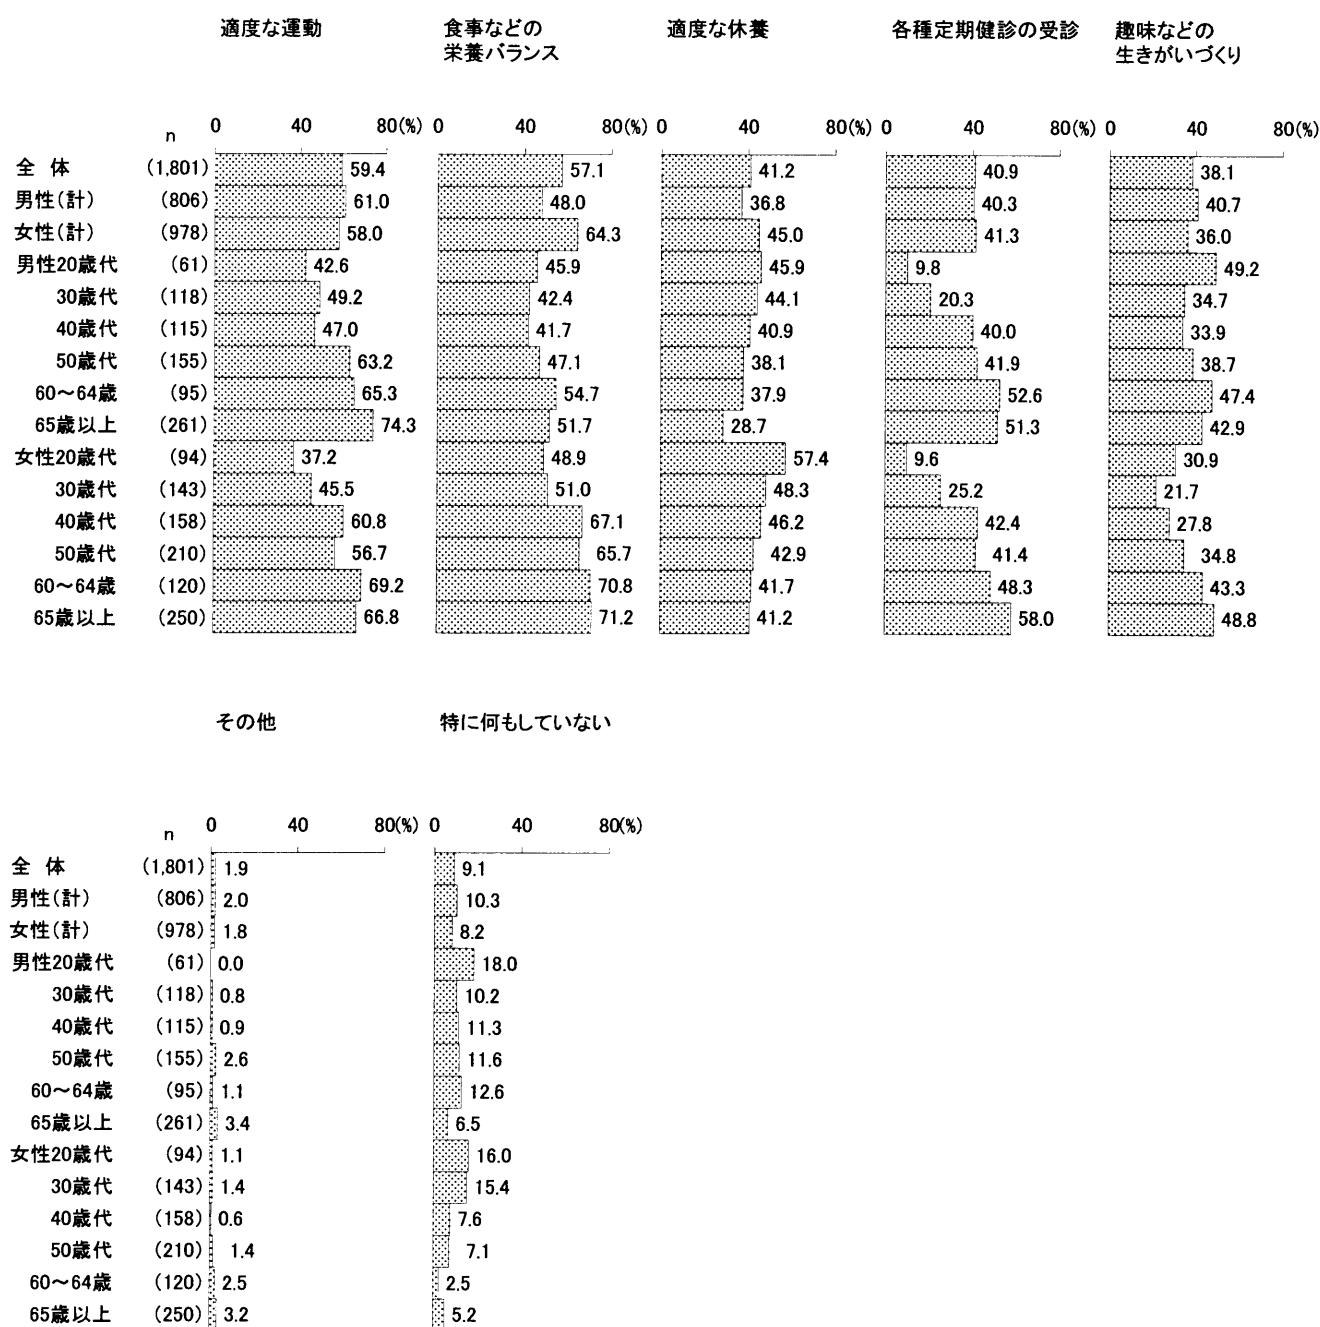 適度な運動 食事などの 適度な休養 各種定期健診の受診 趣味などの
栄養バランス 生きがいづくり
n 0 40 80(%) 0 40 80(%) 0 40 80(%) 0 40 80(%) 0 40 80(%)
全 体 (1,801) 59.4 57.1 41.2 40.9 38.1
男性(計) (806) 61.0 48.0 36.8 40.3 40.7
女性(計) (978) 58.0 64.3 45.0 41.3 36.0
男性20歳代 (61) 42.6 45.9 45.9 9.8 49.2
30歳代 (118) 49.2 42.4 44.1 20.3 34.7
40歳代 (115) 47.0 41.7 40.9 40.0 33.9
50歳代 (155) 63.2 47.1 38.1 41.9 38.7
60~64歳 (95) 65.3 54.7 37.9 52.6 47.4
65歳以上 (261) 74.3 51.7 28.7 51.3 42.9
女性20歳代 (94) 37.2 48.9 57.4 9.6 30.9
30歳代 (143) 45.5 51.0 48.3 25.2 21.7
40歳代 (158) 60.8 67.1 46.2 42.4 27.8
50歳代 (210) 56.7 65.7 42.9 41.4 34.8
60~64歳 (120) 69.2 70.8 41.7 48.3 43.3
65歳以上 (250) 66.8 71.2 41.2 58.0 48.8
その他 特に何もしていない
n 0 40 80(%) 0 40 80(%)
全 体 (1,801) 1.9 9.1
男性(計) (806) 2.0 10.3
女性(計) (978) 1.8 8.2
男性20歳代 (61) 0.0 18.0
30歳代 (118) 0.8 10.2
40歳代 (115) 0.9 11.3
50歳代 (155) 2.6 11.6
60~64歳 (95) 1.1 12.6
65歳以上 (261) 3.4 6.5
女性20歳代 (94) 1.1 16.0
30歳代 (143) 1.4 15.4
40歳代 (158) 0.6 7.6
50歳代 (210) 1.4 7.1
60~64歳 (120) 2.5 2.5
65歳以上 (250) 3.2 5.2